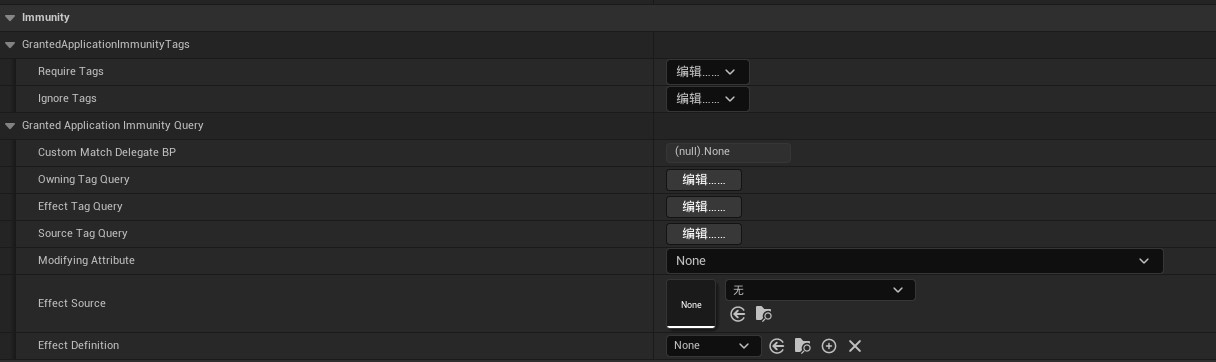 Immunity
GrantedApplicationImmunityTags
Require Tags 编辑……
Ignore Tags 编辑……
Granted Application Immunity Query
Custom Match Delegate BP (null).None
Owning Tag Query 编辑……
Effect Tag Query 编辑……
Source Tag Query 编辑……
Modifying Attribute None
Effect Source None 无
Effect Definition None